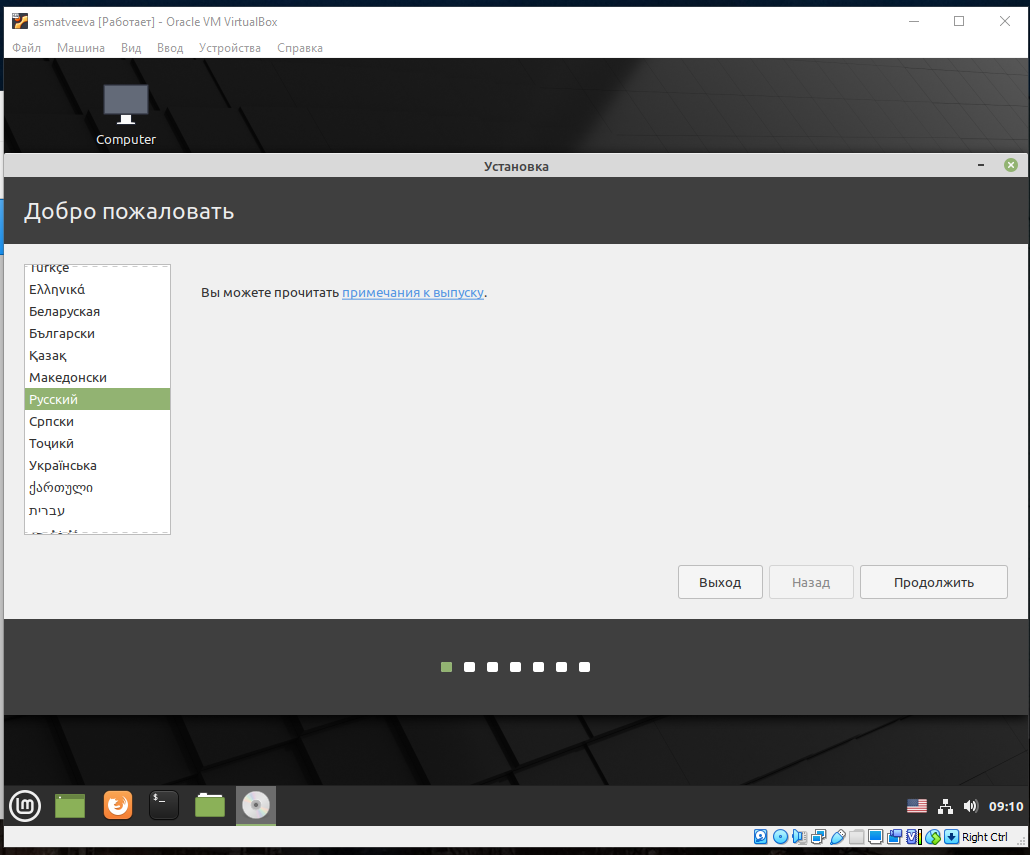 asmatveeva [Работает] - Oracle VM VirtualBox
Файл Машина Вид Ввод Устройства Справка
Computer
Установка
Добро пожаловать
Türkçe
Ελληνικά
Беларуская
Български
Қазақ
Македонски
Русский
Српски
Тоҷикӣ
Українська
ქართული
עברית
Вы можете прочитать примечания к выпуску.
Выход Назад Продолжить
09:10
Right Ctrl